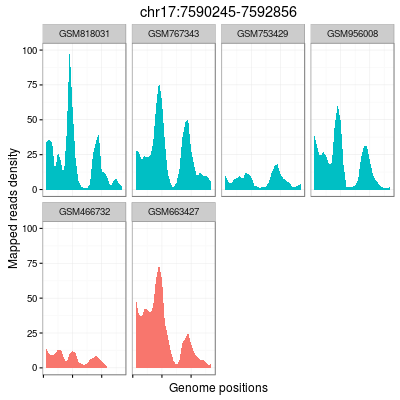 chr17:7590245-7592856
GSM818031 GSM767343 GSM753429 GSM956008
100
75
50
25
0
GSM466732 GSM663427
100
75
50
25
0
Mapped reads density
Genome positions